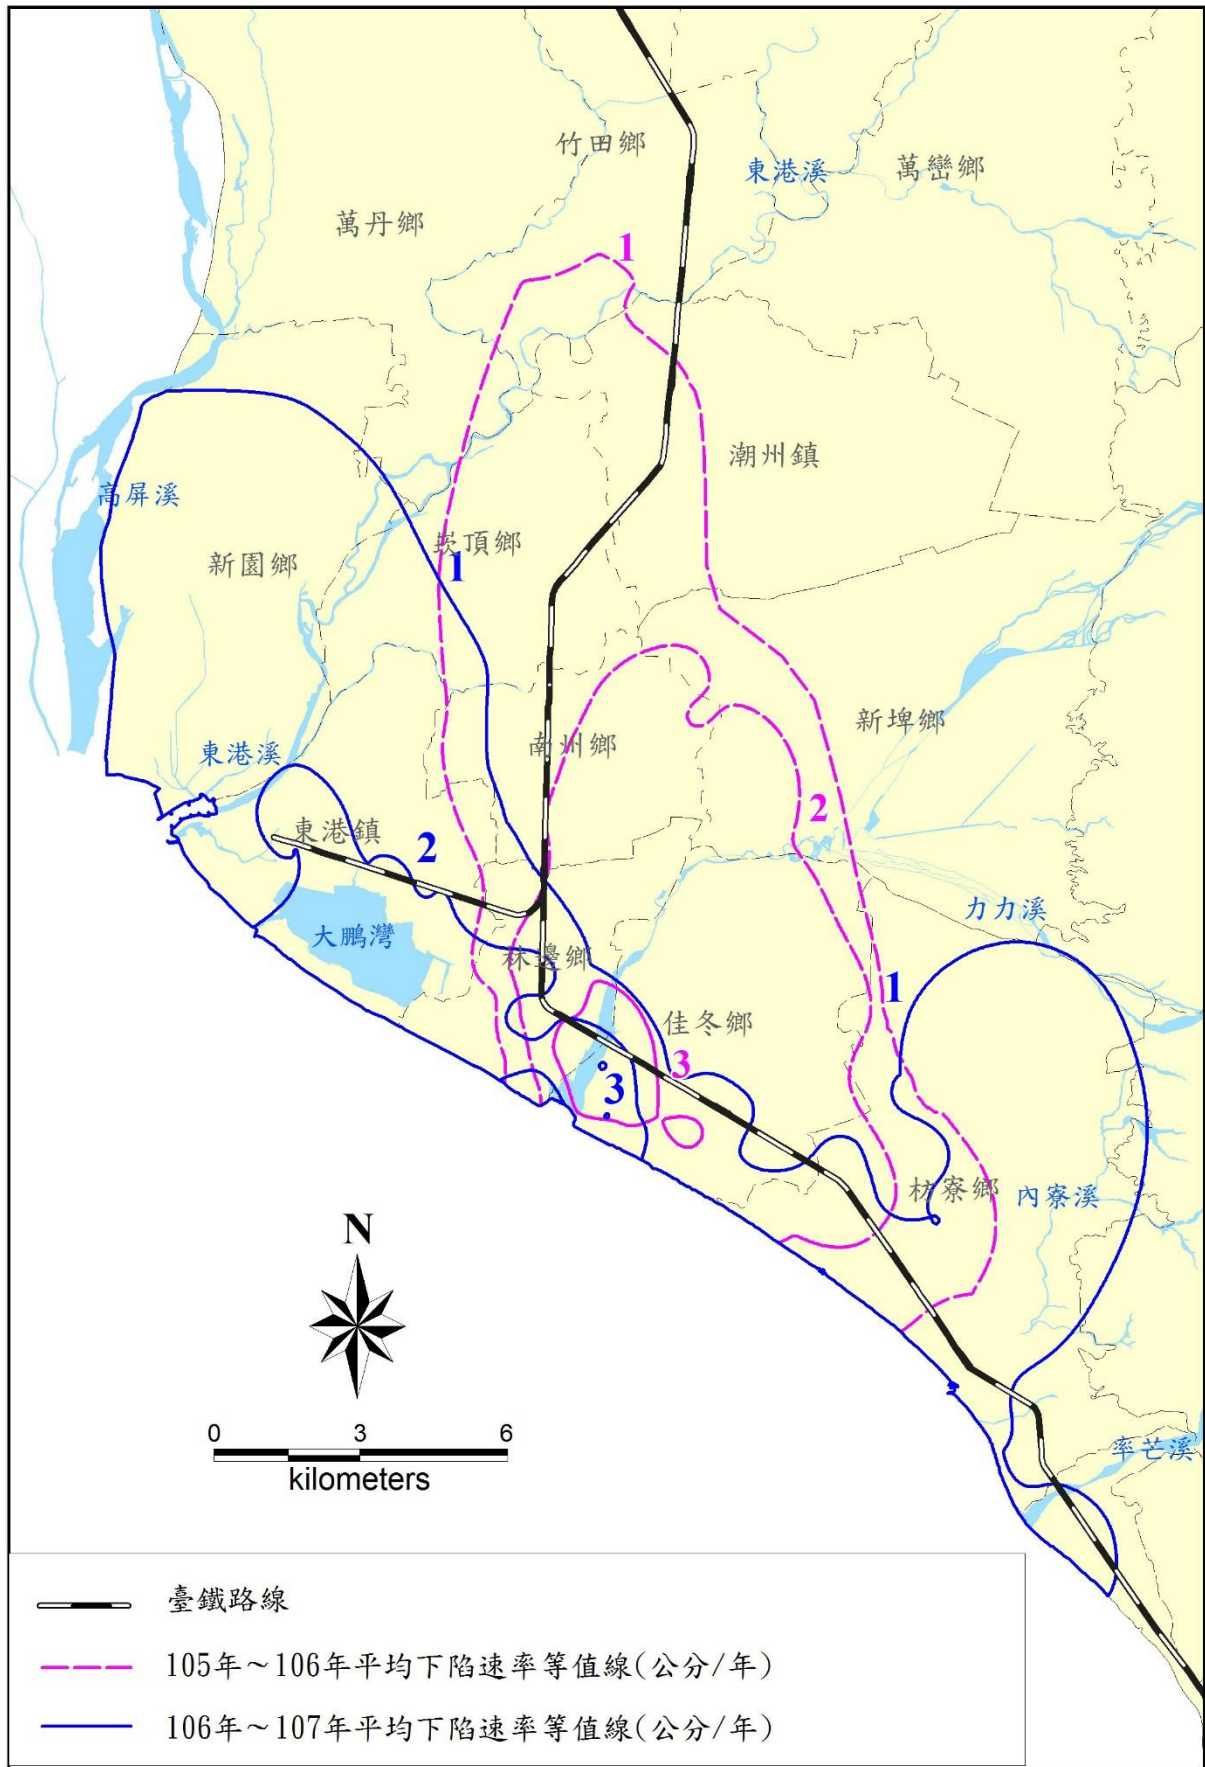 竹田鄉
東港溪
萬巒鄉
萬丹鄉
1
潮州鎮
高屏溪
新園鄉
崁頂鄉
1
新埤鄉
南州鄉
東港溪
2
東港鎮
2
力力溪
大鵬灣
林邊鄉
1
佳冬鄉
3
3
枋寮鄉
內寮溪
N
0 3 6
kilometers
率芒溪
臺鐵路線
105年～106年平均下陷速率等值線(公分/年)
106年～107年平均下陷速率等值線(公分/年)